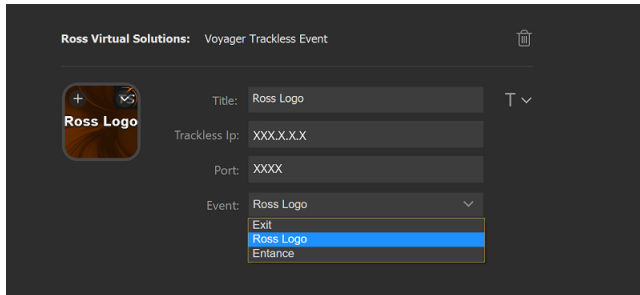 Ross Virtual Solutions: Voyager Trackless Event
Ross Logo
Title: Ross Logo
T
Trackless Ip: XXX.X.X.X
Port: XXXX
Event: Ross Logo
Exit
Ross Logo
Entance